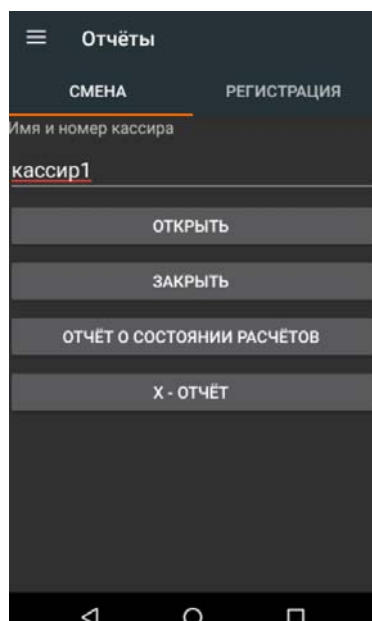 Отчёты
СМЕНА РЕГИСТРАЦИЯ
Имя и номер кассира
кассир1
ОТКРЫТЬ
ЗАКРЫТЬ
ОТЧЁТ О СОСТОЯНИИ РАСЧЁТОВ
X - ОТЧЁТ